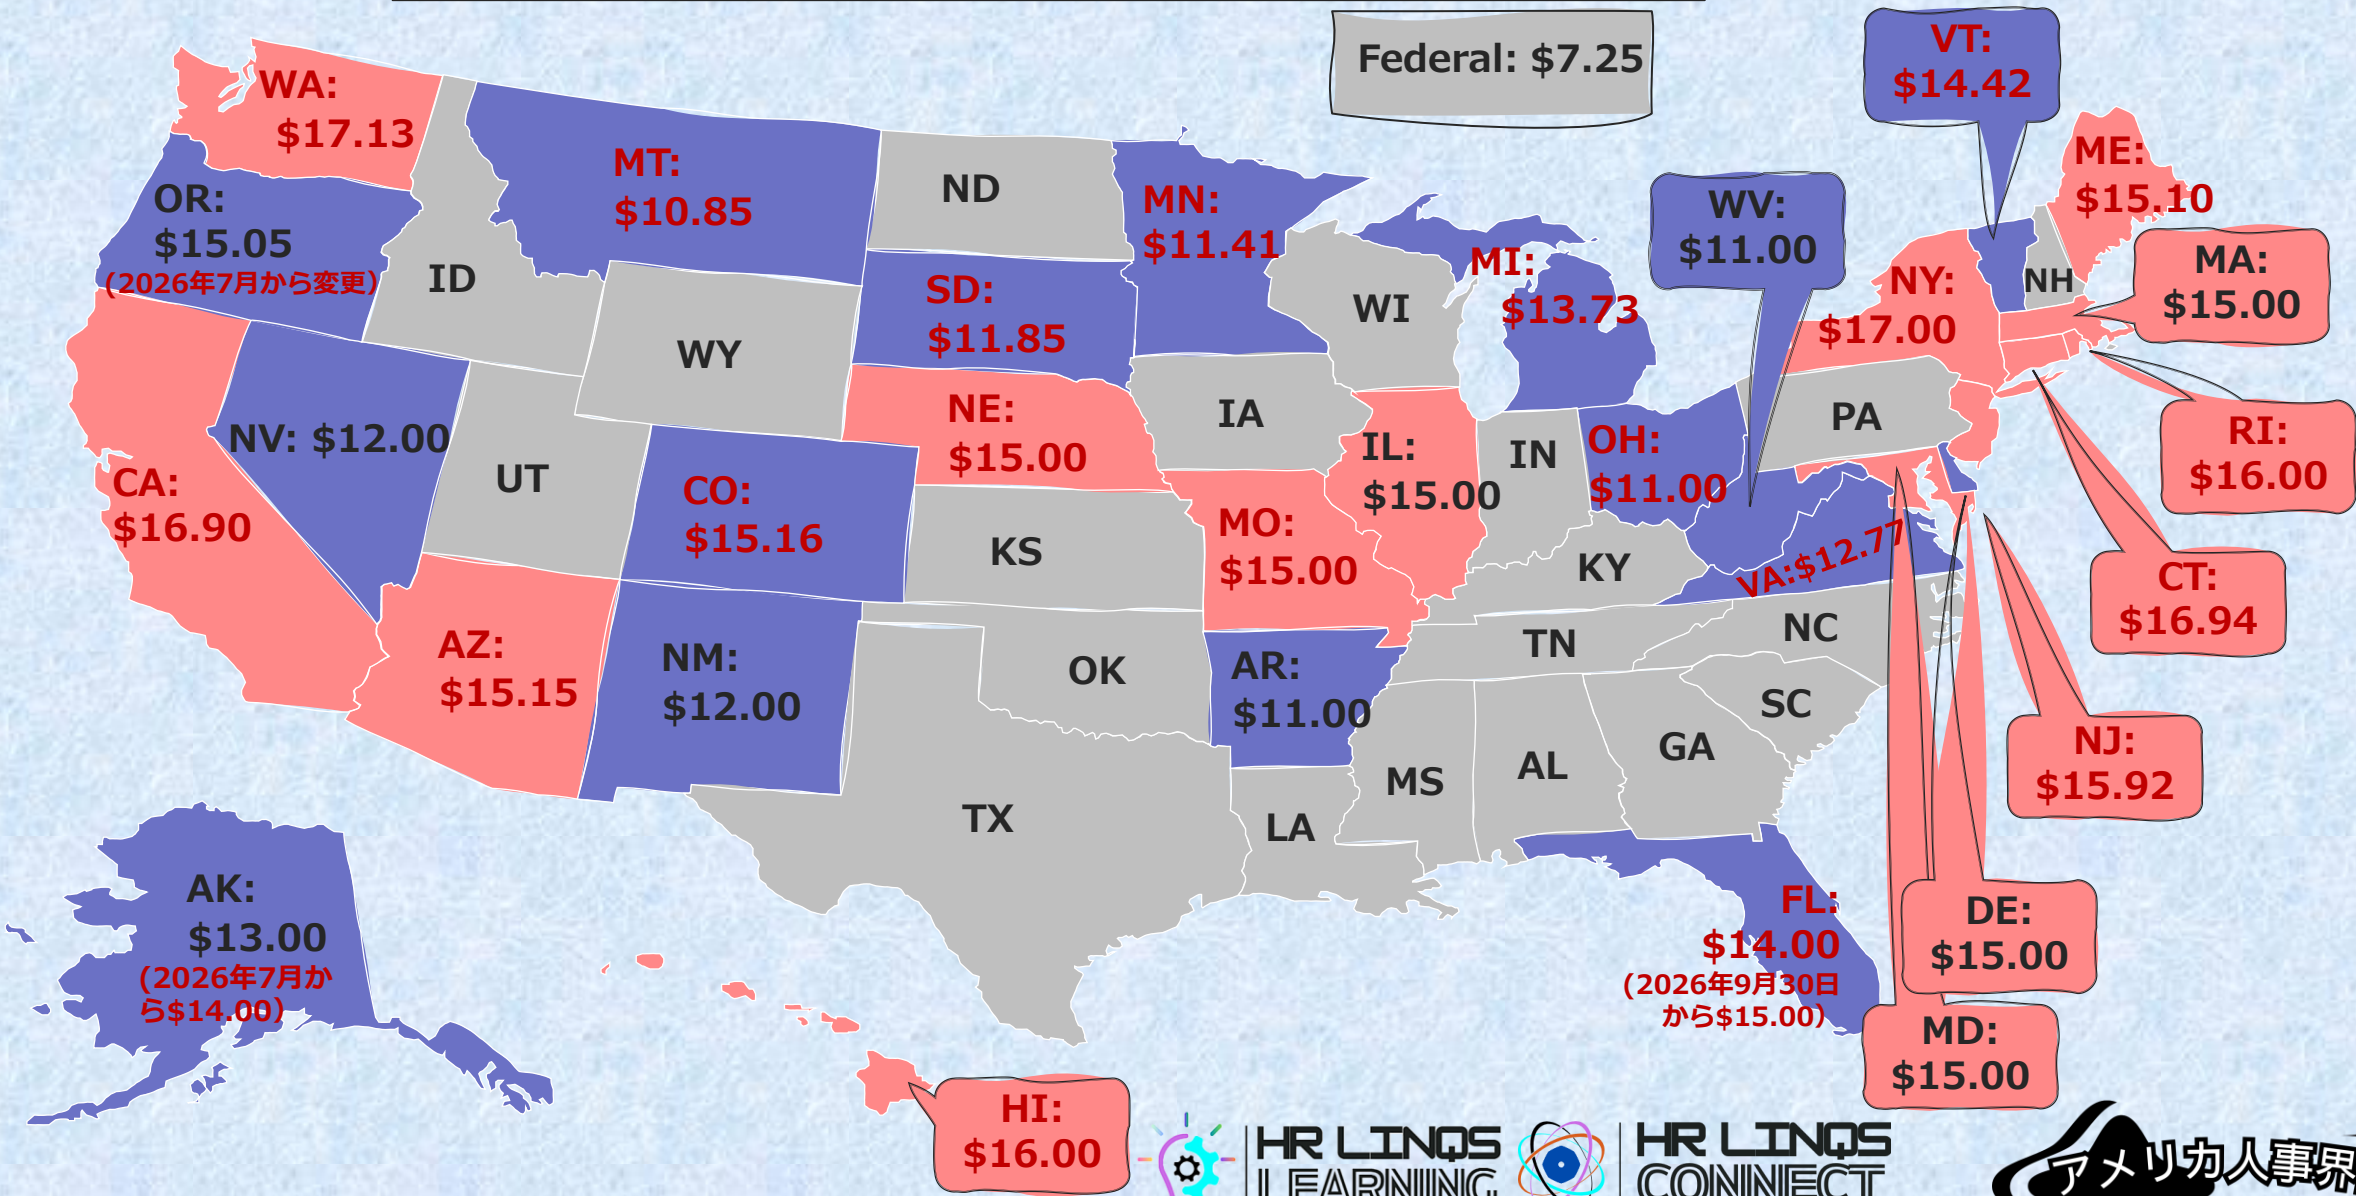 Federal: $7.25
VT:
$14.42
WA:
$17.13
MT:
$10.85
ND
MN:
$11.41
ME:
$15.10
OR:
$15.05
(2026年7月から変更)
ID
SD:
$11.85
WI
MI:
$13.73
WV:
$11.00
NY:
$17.00
NH
MA:
$15.00
WY
NE:
$15.00
IA
IL:
$15.00
IN
OH:
$11.00
PA
RI:
$16.00
NV: $12.00
UT
CO:
$15.16
CA:
$16.90
KS
MO:
$15.00
KY
VA:$12.77
CT:
$16.94
AZ:
$15.15
NM:
$12.00
OK
AR:
$11.00
TN
NC
SC
NJ:
$15.92
TX
LA
MS
AL
GA
AK:
$13.00
(2026年7月か
ら$14.00)
FL:
$14.00
(2026年9月30日
から$15.00)
DE:
$15.00
MD:
$15.00
HI:
$16.00
HR LINQS
LEARNING
HR LINQS
CONNECT
アメリカ人事界